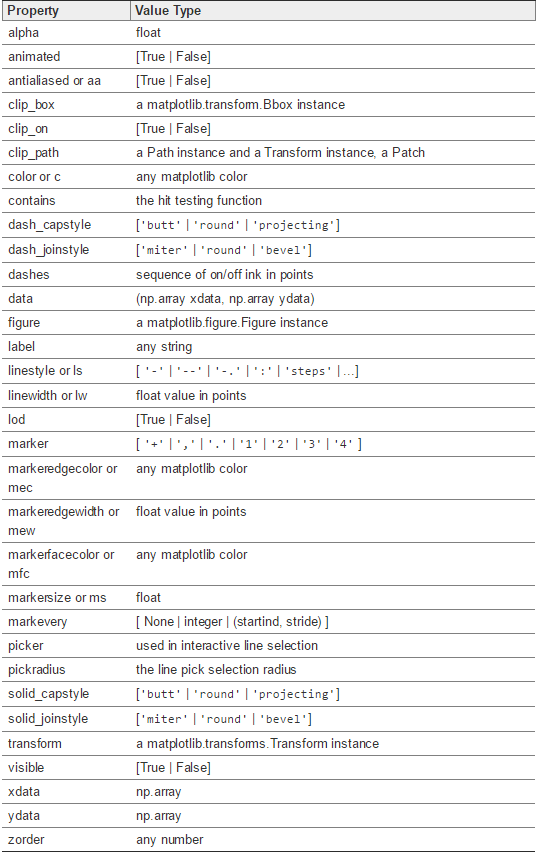 Property Value Type
alpha float
animated [True | False]
antialiased or aa [True | False]
clip_box a matplotlib.transform.Bbox instance
clip_on [True | False]
clip_path a Path instance and a Transform instance, a Patch
color or c any matplotlib color
contains the hit testing function
dash_capstyle ['butt' | 'round' | 'projecting']
dash_joinstyle ['miter' | 'round' | 'bevel']
dashes sequence of on/off ink in points
data (np.array xdata, np.array ydata)
figure a matplotlib.figure.Figure instance
label any string
linestyle or ls [ '-' | '--' | '-.' | ':' | 'steps' | ...]
linewidth or lw float value in points
lod [True | False]
marker [ '+' | ',' | '.' | '1' | '2' | '3' | '4' ]
markeredgecolor or any matplotlib color
mec
markeredgewidth or float value in points
mew
markerfacecolor or any matplotlib color
mfc
markersize or ms float
markevery [ None | integer | (startind, stride) ]
picker used in interactive line selection
pickradius the line pick selection radius
solid_capstyle ['butt' | 'round' | 'projecting']
solid_joinstyle ['miter' | 'round' | 'bevel']
transform a matplotlib.transforms.Transform instance
visible [True | False]
xdata np.array
ydata np.array
zorder any number